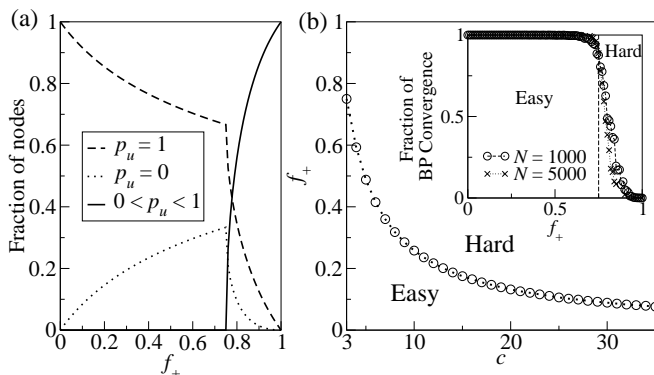 (a)
Fraction of nodes
1
0.8
0.6
0.4
0.2
0
p_u = 1
p_u = 0
0 < p_u < 1
0 0.2 0.4 0.6 0.8 1
f_+
(b)
f_+
1
0.8
0.6
0.4
0.2
0
Hard
Easy
3 10 20 30
c
Fraction of
BP Convergence
1
0.5
0
Hard
Easy
N = 1000
N = 5000
0 0.5 1
f_+